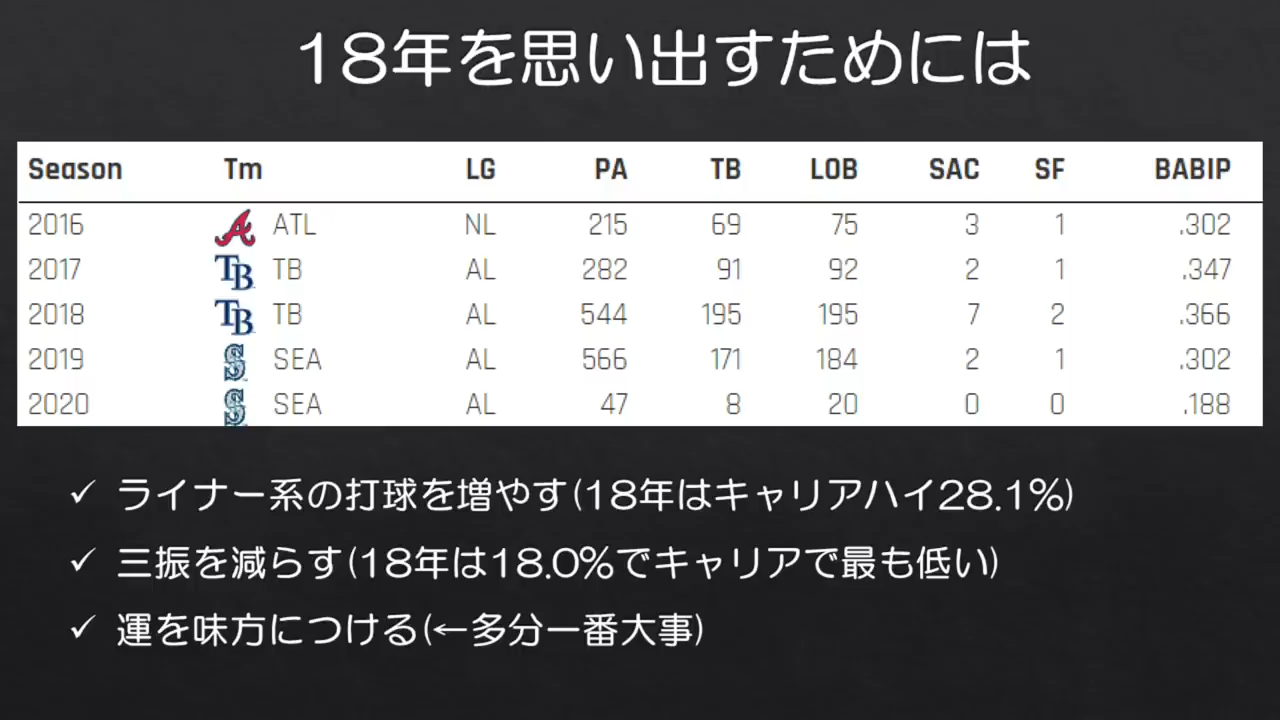 18年を思い出すためには
Season Tm LG PA TB LOB SAC SF BABIP
2016 ATL NL 215 69 75 3 1 .302
2017 TB AL 282 91 92 2 1 .347
2018 TB AL 544 195 195 7 2 .366
2019 SEA AL 566 171 184 2 1 .302
2020 SEA AL 47 8 20 0 0 .188
✓ ライナー系の打球を増やす(18年はキャリアハイ28.1%)
✓ 三振を減らす(18年は18.0%でキャリアで最も低い)
✓ 運を味方につける(←多分一番大事)